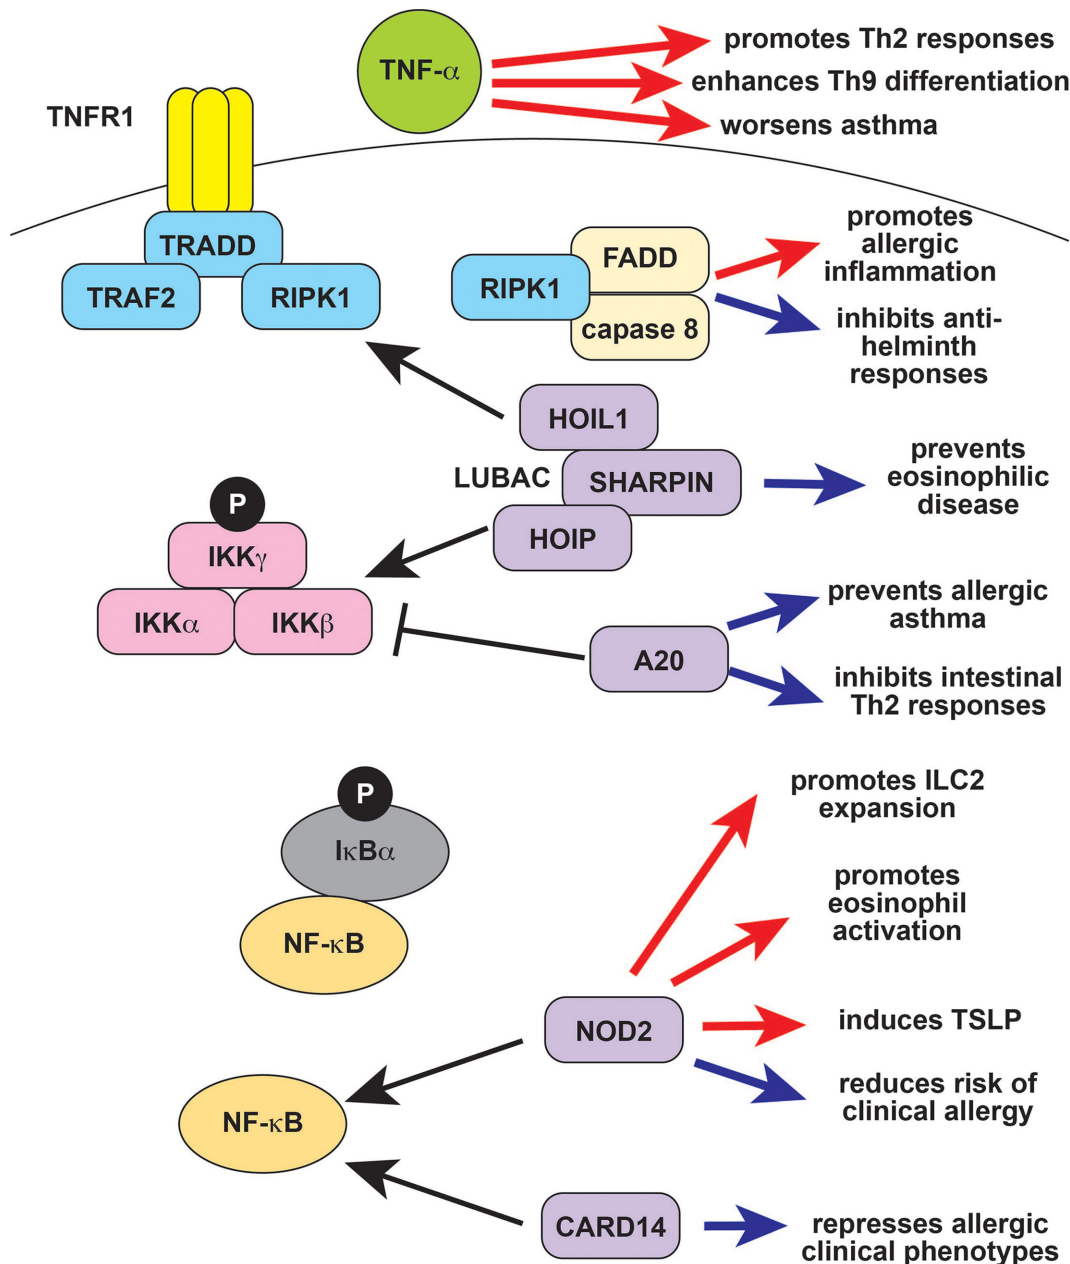 TNF-α
promotes Th2 responses
enhances Th9 differentiation
worsens asthma
TNFR1
TRADD
TRAF2
RIPK1
RIPK1
FADD
capase 8
promotes
allergic
inflammation
inhibits anti-
helminth
responses
HOIL1
LUBAC
SHARPIN
HOIP
prevents
eosinophilic
disease
P
IKKγ
IKKα
IKKβ
A20
prevents allergic
asthma
inhibits intestinal
Th2 responses
P
IκBα
NF-κB
promotes ILC2
expansion
promotes
eosinophil
activation
NOD2
induces TSLP
reduces risk of
clinical allergy
NF-κB
CARD14
represses allergic
clinical phenotypes